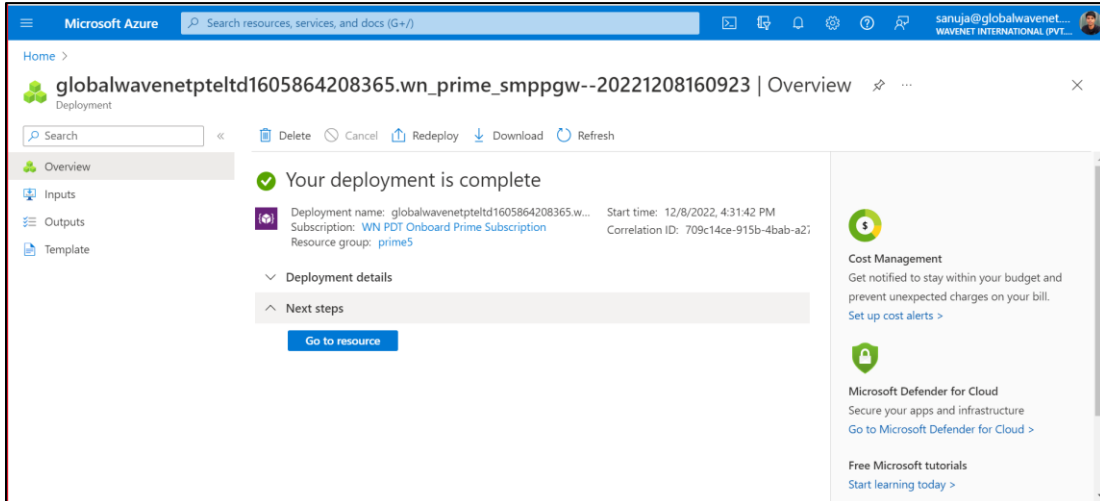 Microsoft Azure
Search resources, services, and docs (G+/)
sanuja@globalwavenet....
WAVENET INTERNATIONAL (PVT....
Home >
globalwavenetpteltd1605864208365.wn_prime_smppgw--20221208160923 | Overview
Deployment
Search
Delete Cancel Redeploy Download Refresh
Overview
Inputs
Outputs
Template
Your deployment is complete
Deployment name: globalwavenetpteltd1605864208365.w...
Subscription: WN PDT Onboard Prime Subscription
Resource group: prime5
Start time: 12/8/2022, 4:31:42 PM
Correlation ID: 709c14ce-915b-4bab-a27
Deployment details
Next steps
Go to resource
Cost Management
Get notified to stay within your budget and
prevent unexpected charges on your bill.
Set up cost alerts >
Microsoft Defender for Cloud
Secure your apps and infrastructure
Go to Microsoft Defender for Cloud >
Free Microsoft tutorials
Start learning today >